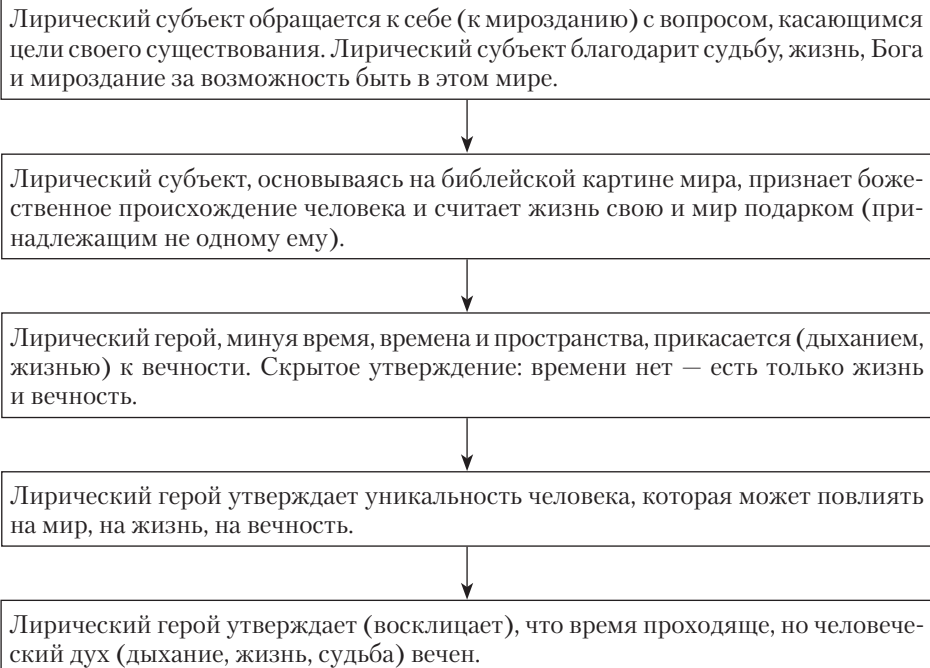 Лирический субъект обращается к себе (к мирозданию) с вопросом, касающимся
цели своего существования. Лирический субъект благодарит судьбу, жизнь, Бога
и мироздание за возможность быть в этом мире.
Лирический субъект, основываясь на библейской картине мира, признает боже-
ственное происхождение человека и считает жизнь свою и мир подарком (при-
надлежащим не одному ему).
Лирический герой, минуя время, времена и пространства, прикасается (дыханием,
жизнью) к вечности. Скрытое утверждение: времени нет — есть только жизнь
и вечность.
Лирический герой утверждает уникальность человека, которая может повлиять
на мир, на жизнь, на вечность.
Лирический герой утверждает (восклицает), что время проходяще, но человече-
ский дух (дыхание, жизнь, судьба) вечен.